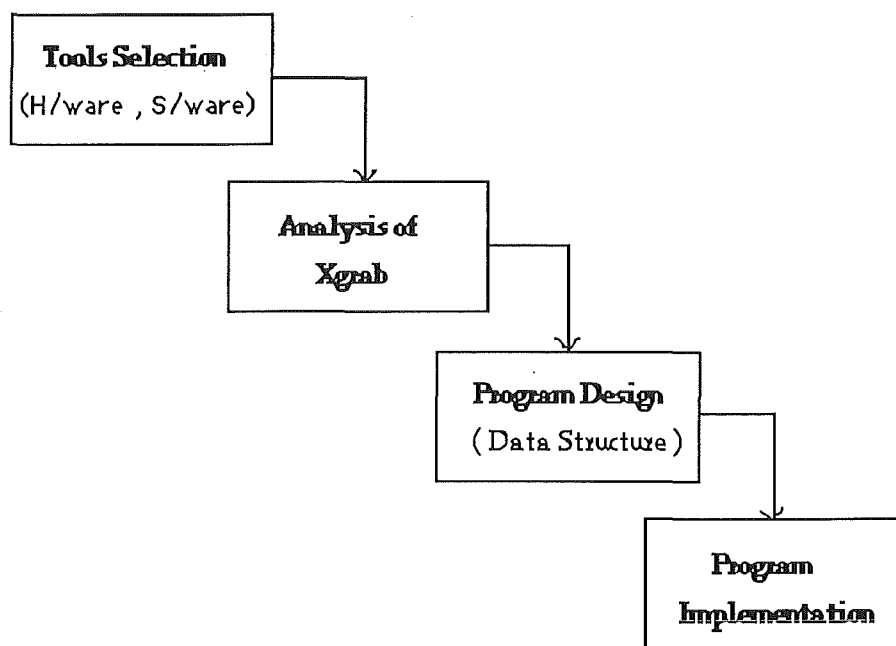 Tools Selection
(H/ware , S/ware)
Analysis of
Xgrab
Program Design
( Data Structure )
Program
Implementation